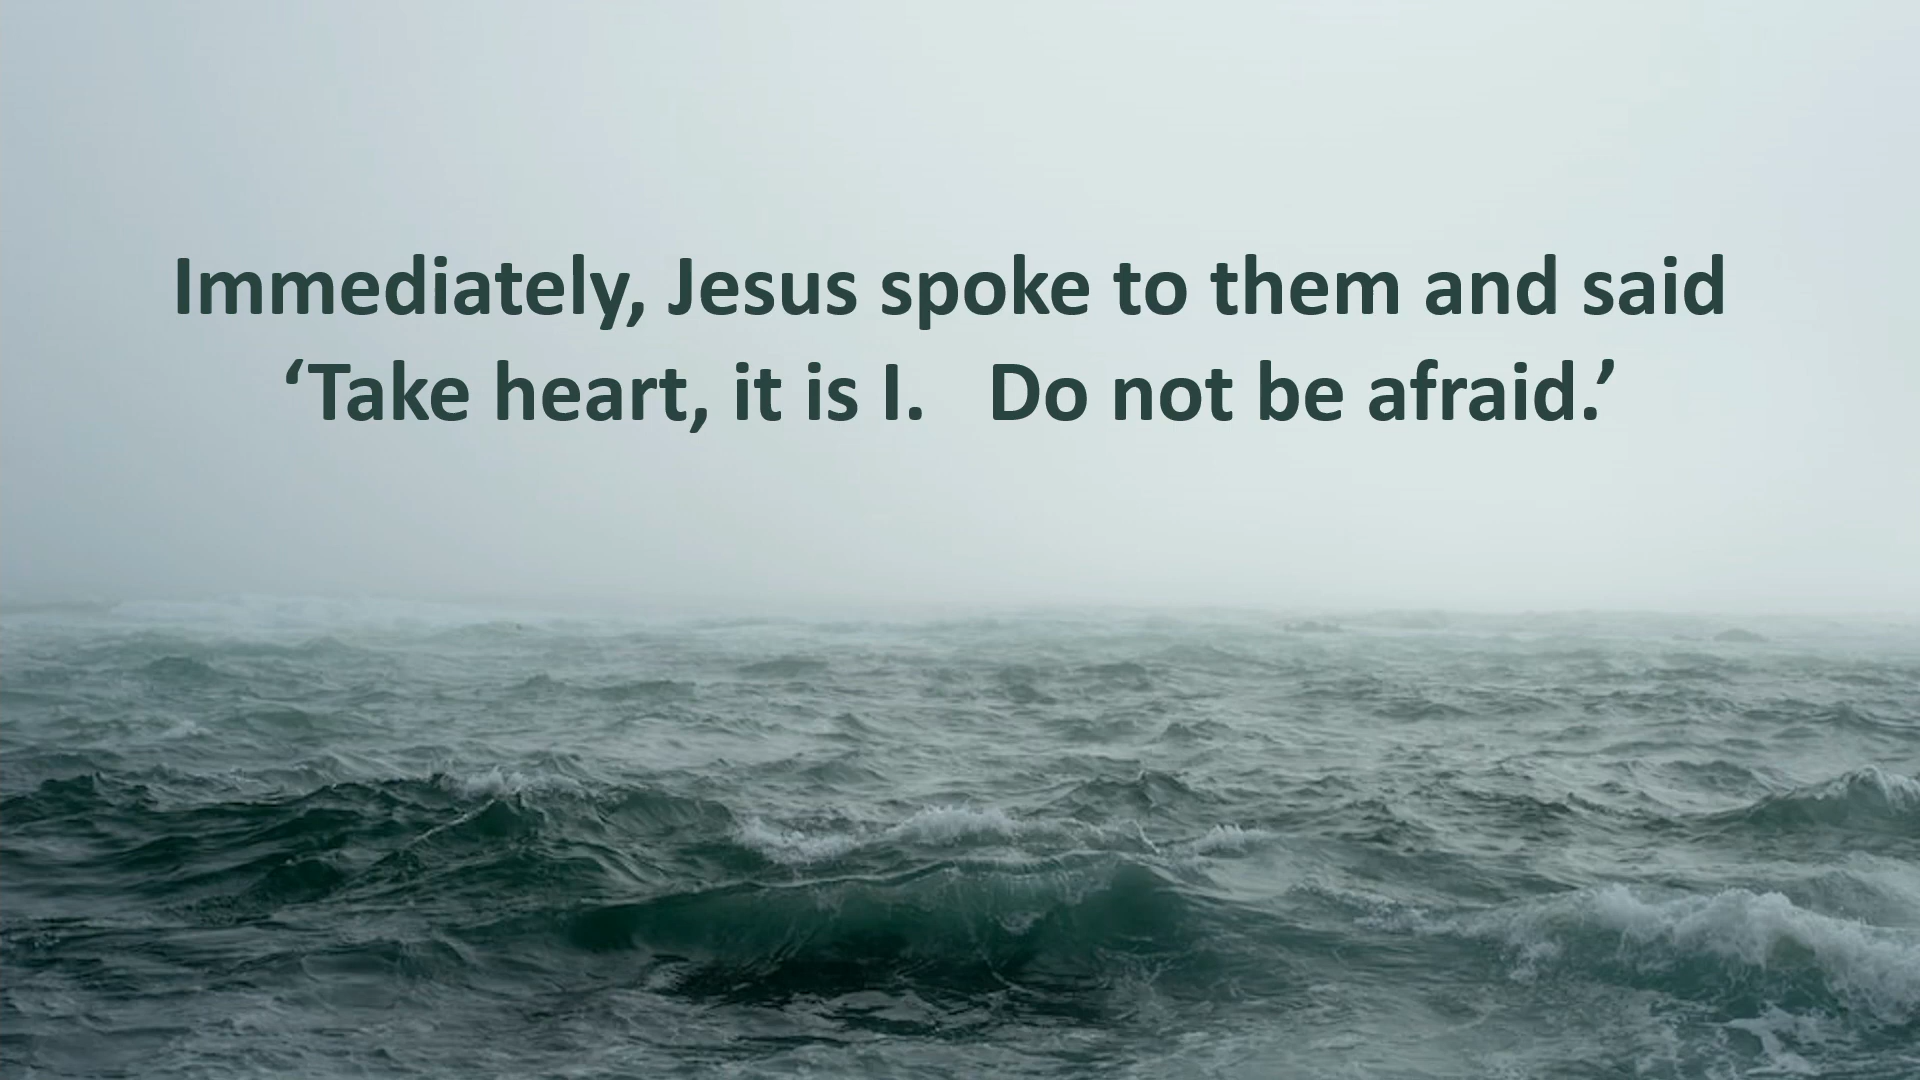 Immediately, Jesus spoke to them and said
‘Take heart, it is I.   Do not be afraid.’